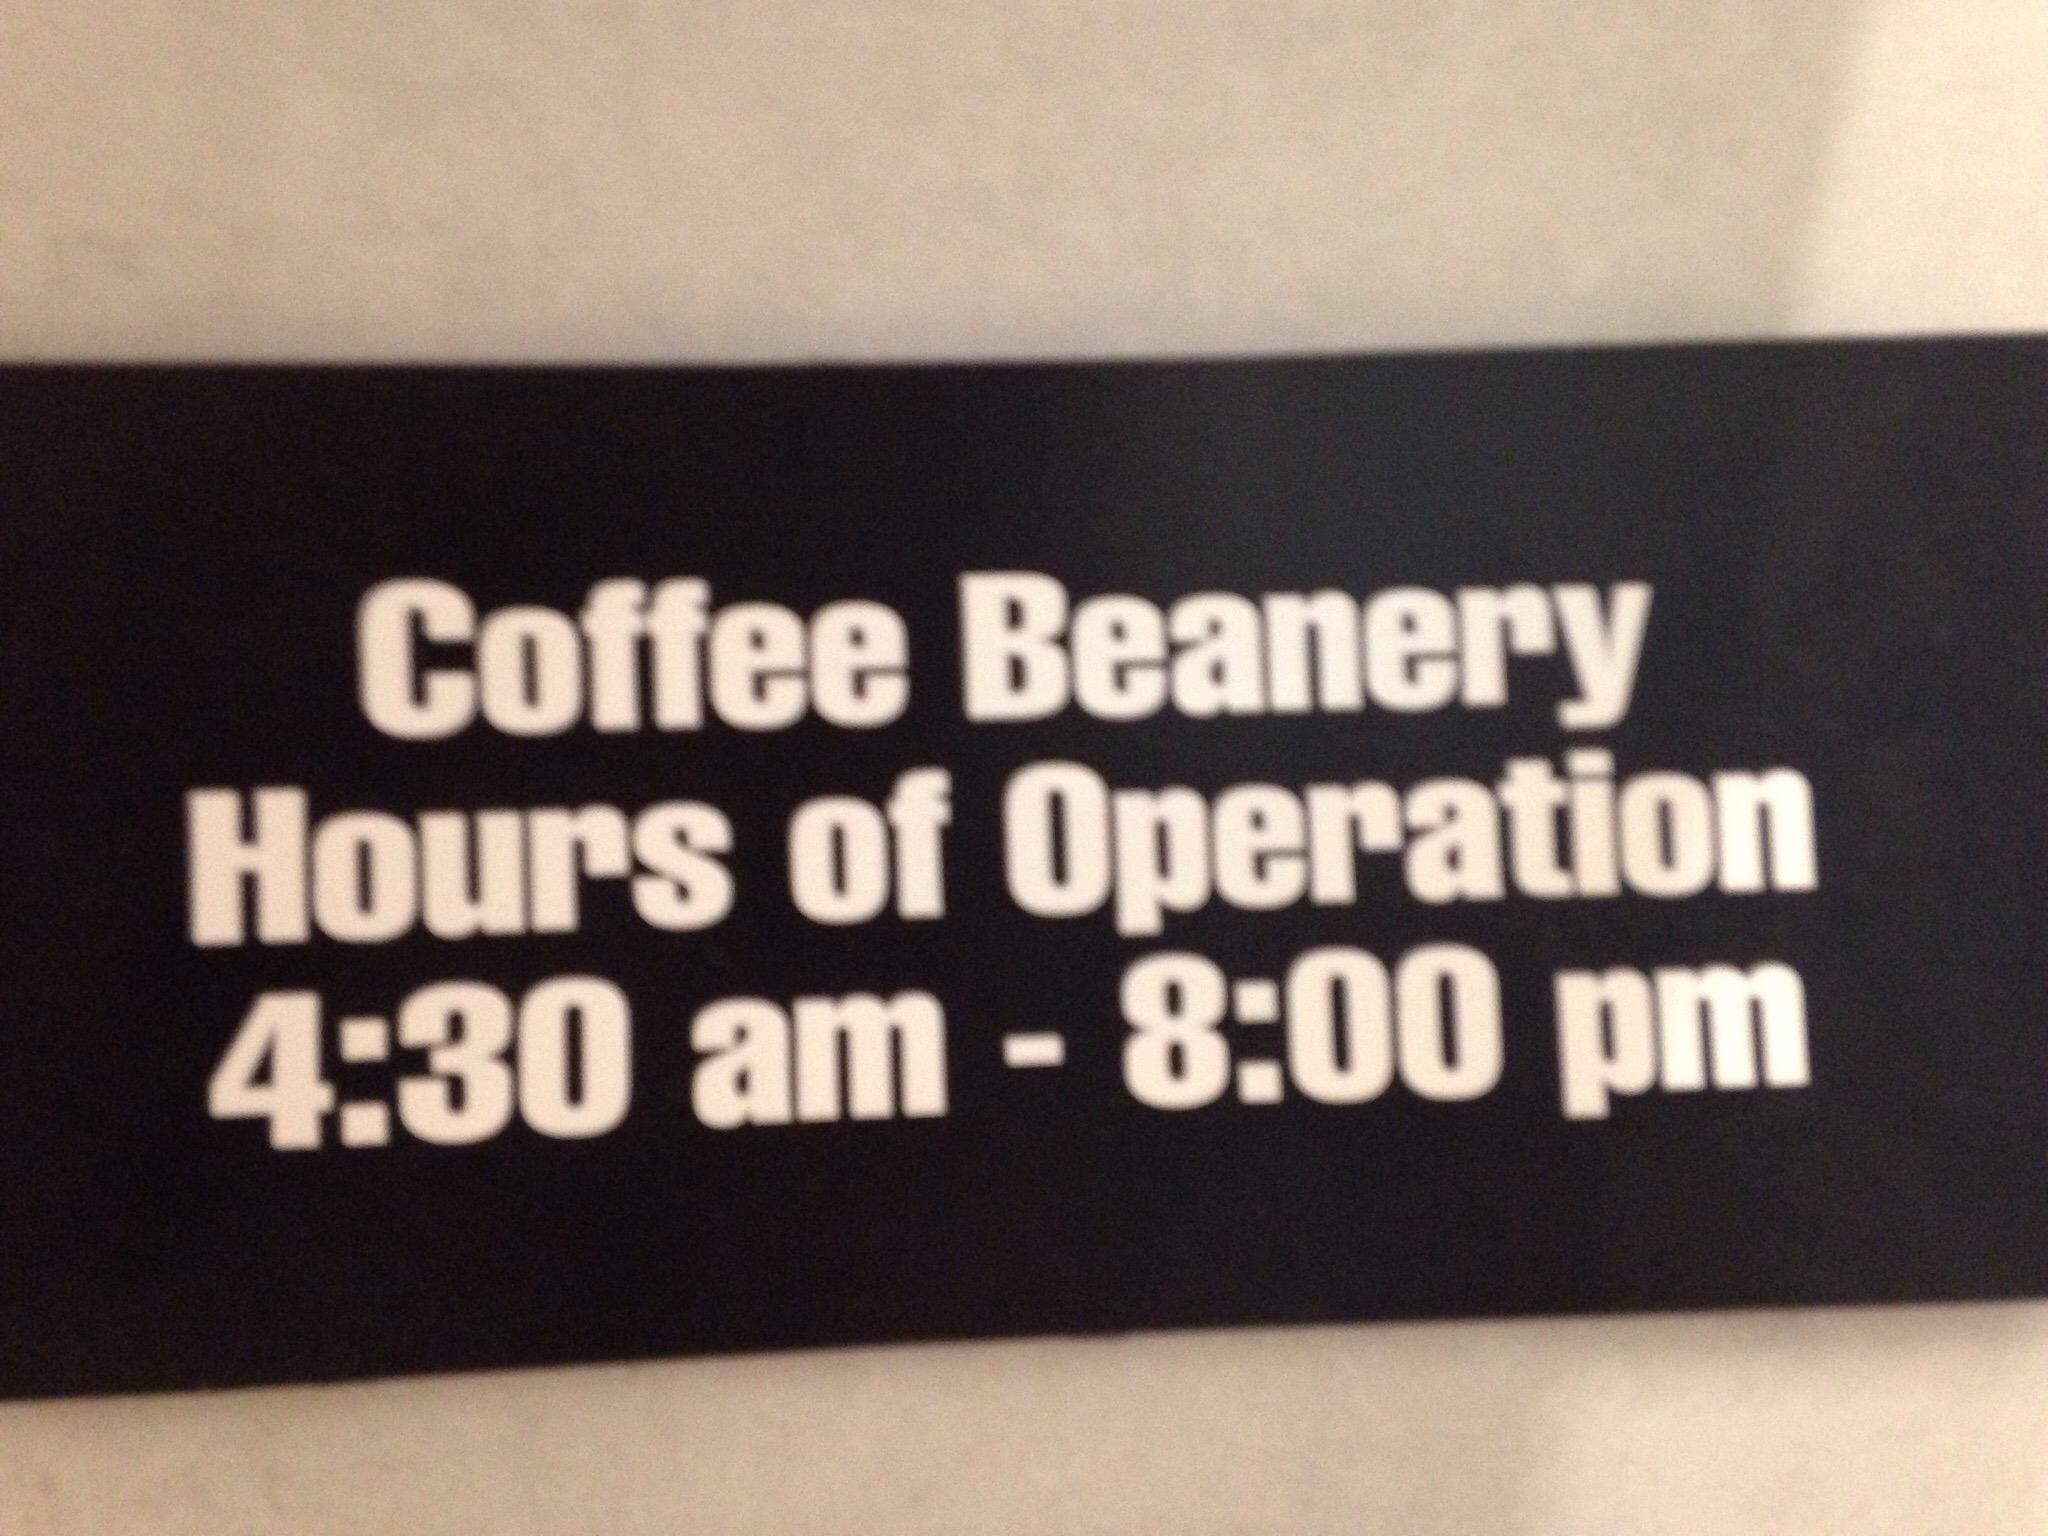 Coffee Beanery
Hours of Operation
4:30 am - 8:00 pm